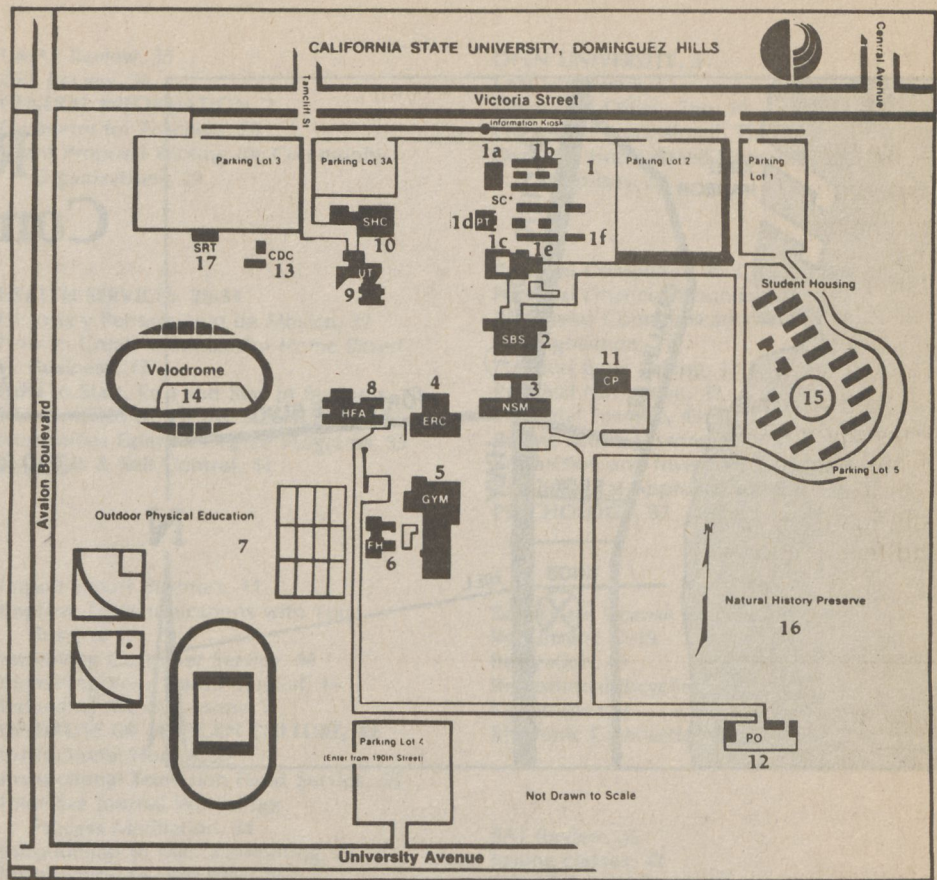 CALIFORNIA STATE UNIVERSITY, DOMINGUEZ HILLS
Central Avenue
Tamcliff St
Victoria Street
Information Kiosk
Parking Lot 3
Parking Lot 3A
1a
1b
1
Parking Lot 2
Parking Lot 1
SC*
SHC
10
1d
PT
1f
1c
1e
SRT
17
CDC
13
UT
9
Student Housing
SBS
2
Velodrome
14
8
HFA
4
ERC
3
NSM
11
CP
15
Parking Lot 5
Avalon Boulevard
5
GYM
Outdoor Physical Education
7
FH
6
N
Natural History Preserve
16
PO
12
Parking Lot
(Enter from 190th Street)
Not Drawn to Scale
University Avenue